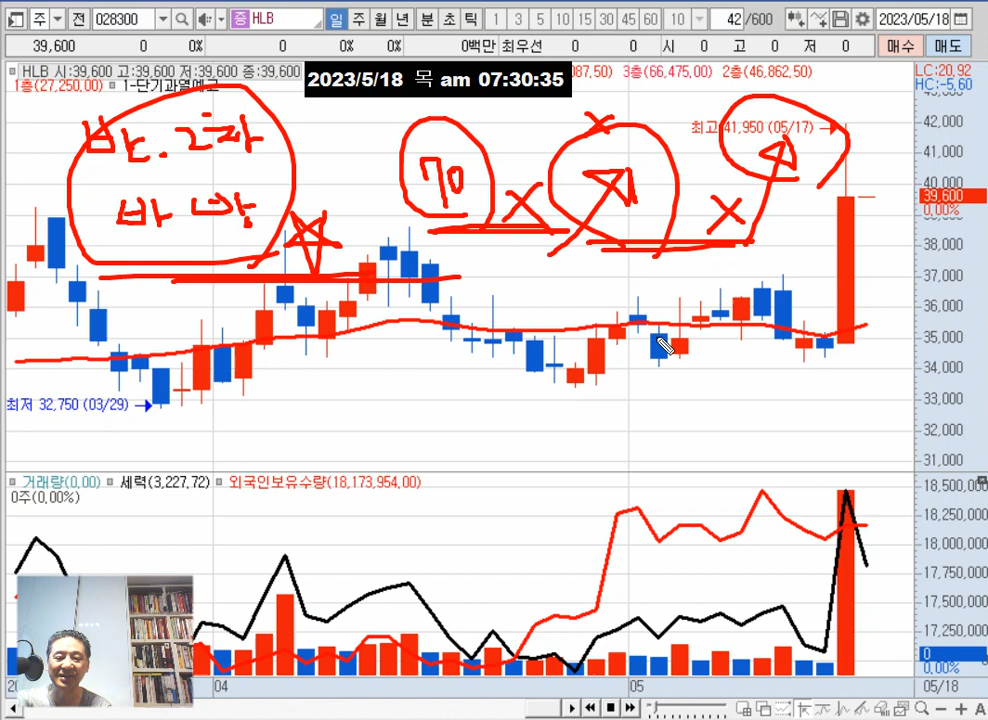 주 전 028300 증 HLB 일 주 월 년 분 초 틱 1 3 5 10 15 30 45 60 10 42 /600 2023/05/18
39,600 0 0% 0 0% 0% 0백만 최우선 0 0 시 0 고 0 저 0 매수 매도
HLB 시:39,600 고:39,600 저:39,600 종:39,600
2023/5/18 목 am 07:30:35
087,50) 3층(66,475,00) 2층(46,862,50)
LC:20,92
1층(27,250,00) 1-단기과열예고
HC:-5,60
최고 41,950 (05/17)
70
42,000
41,000
40,000
39,600
0,00%
38,000
37,000
36,000
35,000
34,000
33,000
32,000
31,000
최저 32,750 (03/29)
거래량(0,00) 세력(3,227,72) 외국인보유수량(18,173,954,00)
0주(0,00%)
18,500,000
18,250,000
18,000,000
17,750,000
17,500,000
17,250,000
0
0,00%
04 05 05/18